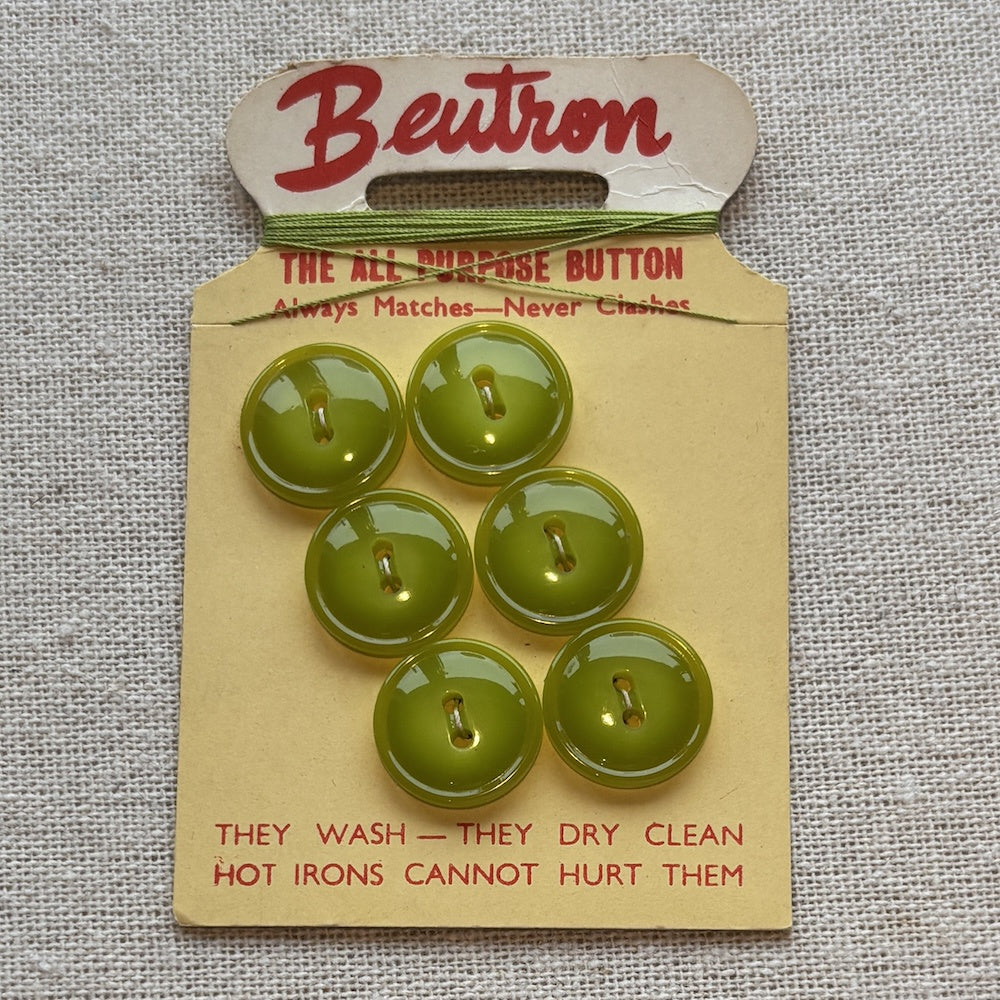 Beutron
THE ALL PURPOSE BUTTON
Always Matches—Never Clashes
THEY WASH — THEY DRY CLEAN
HOT IRONS CANNOT HURT THEM